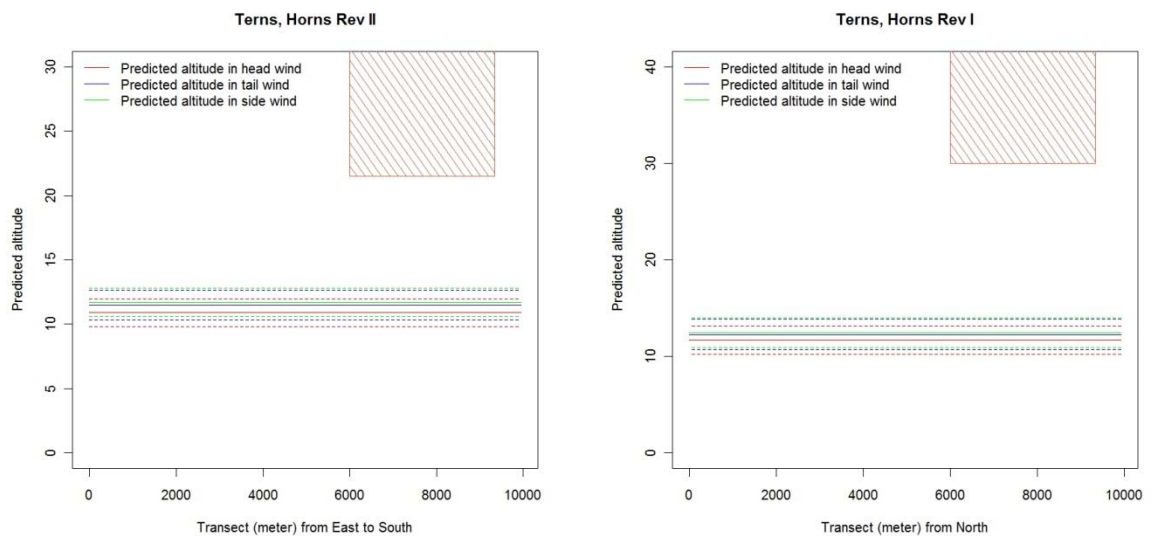 Terns, Horns Rev II
Predicted altitude in head wind
Predicted altitude in tail wind
Predicted altitude in side wind
30
25
20
15
10
5
0
Predicted altitude
0 2000 4000 6000 8000 10000
Transect (meter) from East to South
Terns, Horns Rev I
Predicted altitude in head wind
Predicted altitude in tail wind
Predicted altitude in side wind
40
30
20
10
0
Predicted altitude
0 2000 4000 6000 8000 10000
Transect (meter) from North